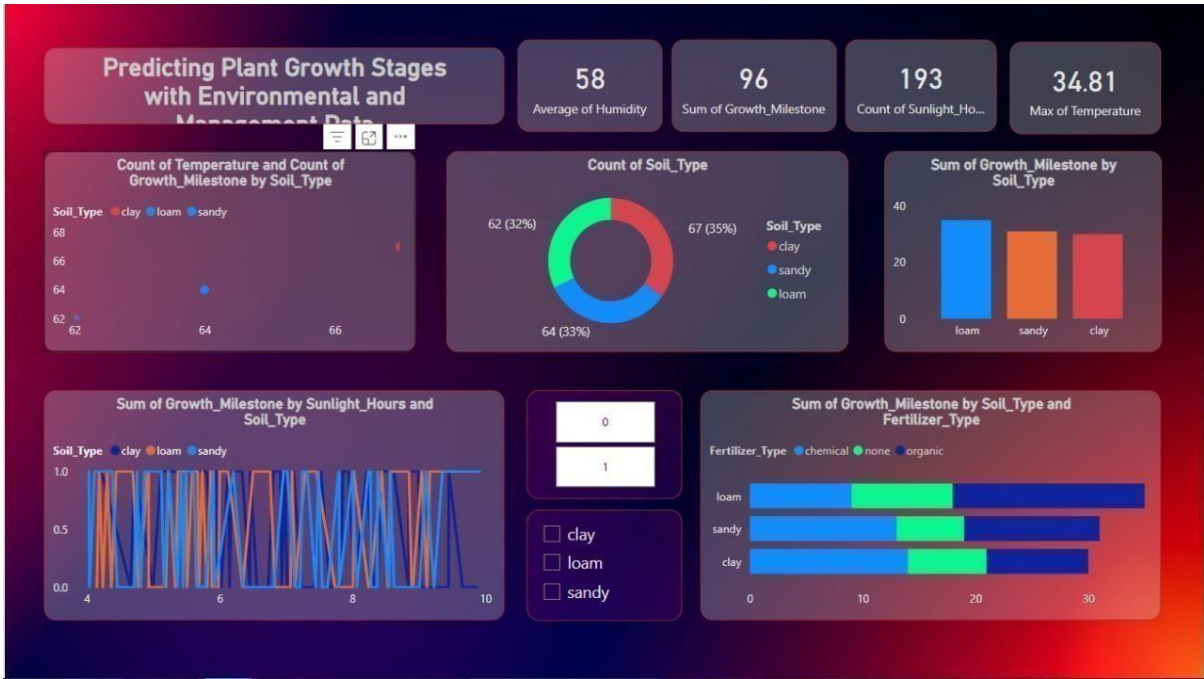 Predicting Plant Growth Stages
with Environmental and
Management Data
58
Average of Humidity
96
Sum of Growth_Milestone
193
Count of Sunlight_Ho...
34.81
Max of Temperature
Count of Temperature and Count of
Growth_Milestone by Soil_Type
Soil_Type clay loam sandy
68
66
64
62
62 64 66
Count of Soil_Type
62 (32%)
67 (35%)
64 (33%)
Soil_Type
clay
sandy
loam
Sum of Growth_Milestone by
Soil_Type
40
20
0
loam sandy clay
Sum of Growth_Milestone by Sunlight_Hours and
Soil_Type
Soil_Type clay loam sandy
1.0
0.5
0.0
4 6 8 10
0
1
clay
loam
sandy
Sum of Growth_Milestone by Soil_Type and
Fertilizer_Type
Fertilizer_Type chemical none organic
loam
sandy
clay
0 10 20 30